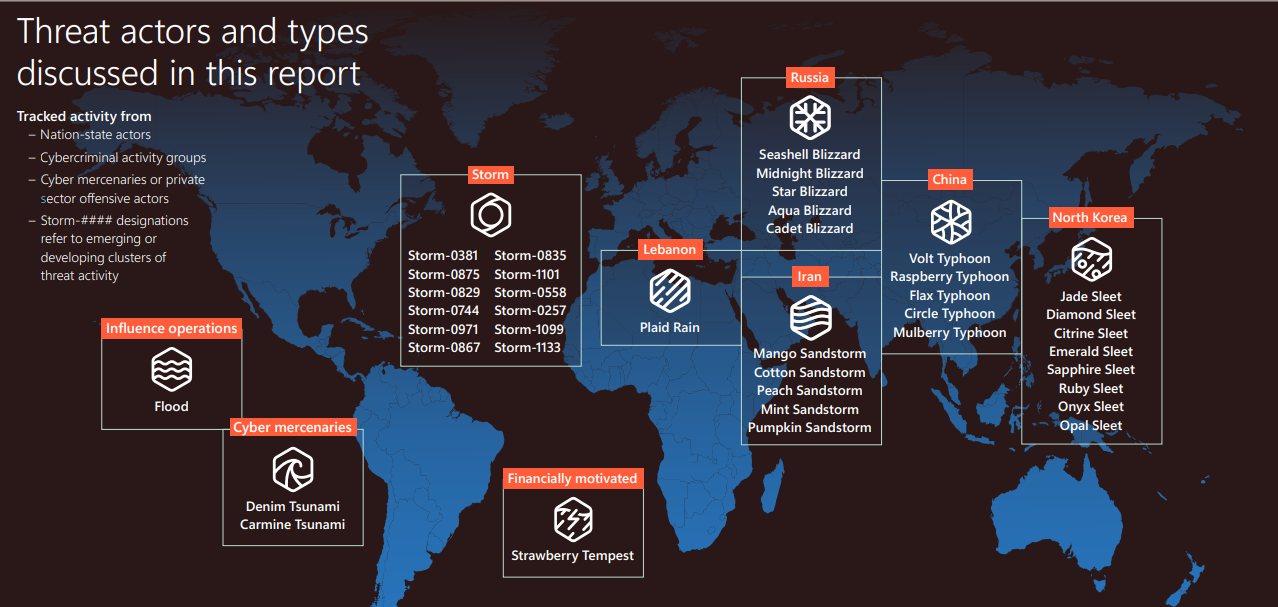 Threat actors and types
discussed in this report
Tracked activity from
– Nation-state actors
– Cybercriminal activity groups
– Cyber mercenaries or private
sector offensive actors
– Storm-#### designations
refer to emerging or
developing clusters of
threat activity
Influence operations
Flood
Cyber mercenaries
Denim Tsunami
Carmine Tsunami
Storm
Storm-0381 Storm-0835
Storm-0875 Storm-1101
Storm-0829 Storm-0558
Storm-0744 Storm-0257
Storm-0971 Storm-1099
Storm-0867 Storm-1133
Financially motivated
Strawberry Tempest
Lebanon
Plaid Rain
Russia
Seashell Blizzard
Midnight Blizzard
Star Blizzard
Aqua Blizzard
Cadet Blizzard
Iran
Mango Sandstorm
Cotton Sandstorm
Peach Sandstorm
Mint Sandstorm
Pumpkin Sandstorm
China
Volt Typhoon
Raspberry Typhoon
Flax Typhoon
Circle Typhoon
Mulberry Typhoon
North Korea
Jade Sleet
Diamond Sleet
Citrine Sleet
Emerald Sleet
Sapphire Sleet
Ruby Sleet
Onyx Sleet
Opal Sleet